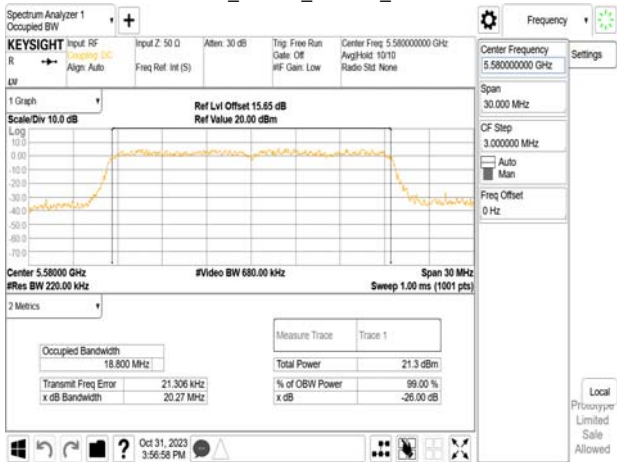 Spectrum Analyzer 1
Occupied BW
+
Frequency
KEYSIGHT Input: RF Input Z: 50 Ω Atten: 30 dB Trig: Free Run Center Freq: 5.580000000 GHz
R Coupling: DC Gate: Off Avg|Hold: 10/10
Align: Auto Freq Ref: Int (S) #IF Gain: Low Radio Std: None
Center Frequency
5.580000000 GHz
Settings
Span
30.000 MHz
CF Step
3.000000 MHz
Auto
Man
Freq Offset
0 Hz
1 Graph
Scale/Div 10.0 dB
Ref Lvl Offset 15.65 dB
Ref Value 20.00 dBm
Log
10.0
0.00
-10.0
-20.0
-30.0
-40.0
-50.0
-60.0
-70.0
Center 5.58000 GHz #Video BW 680.00 kHz Span 30 MHz
#Res BW 220.00 kHz Sweep 1.00 ms (1001 pts)
2 Metrics
Measure Trace Trace 1
Occupied Bandwidth
18.800 MHz
Total Power 21.3 dBm
Transmit Freq Error 21.306 kHz % of OBW Power 99.00 %
x dB Bandwidth 20.27 MHz x dB -26.00 dB
Local
Prototype
Limited
Sale
Allowed
?
Oct 31, 2023
3:56:58 PM